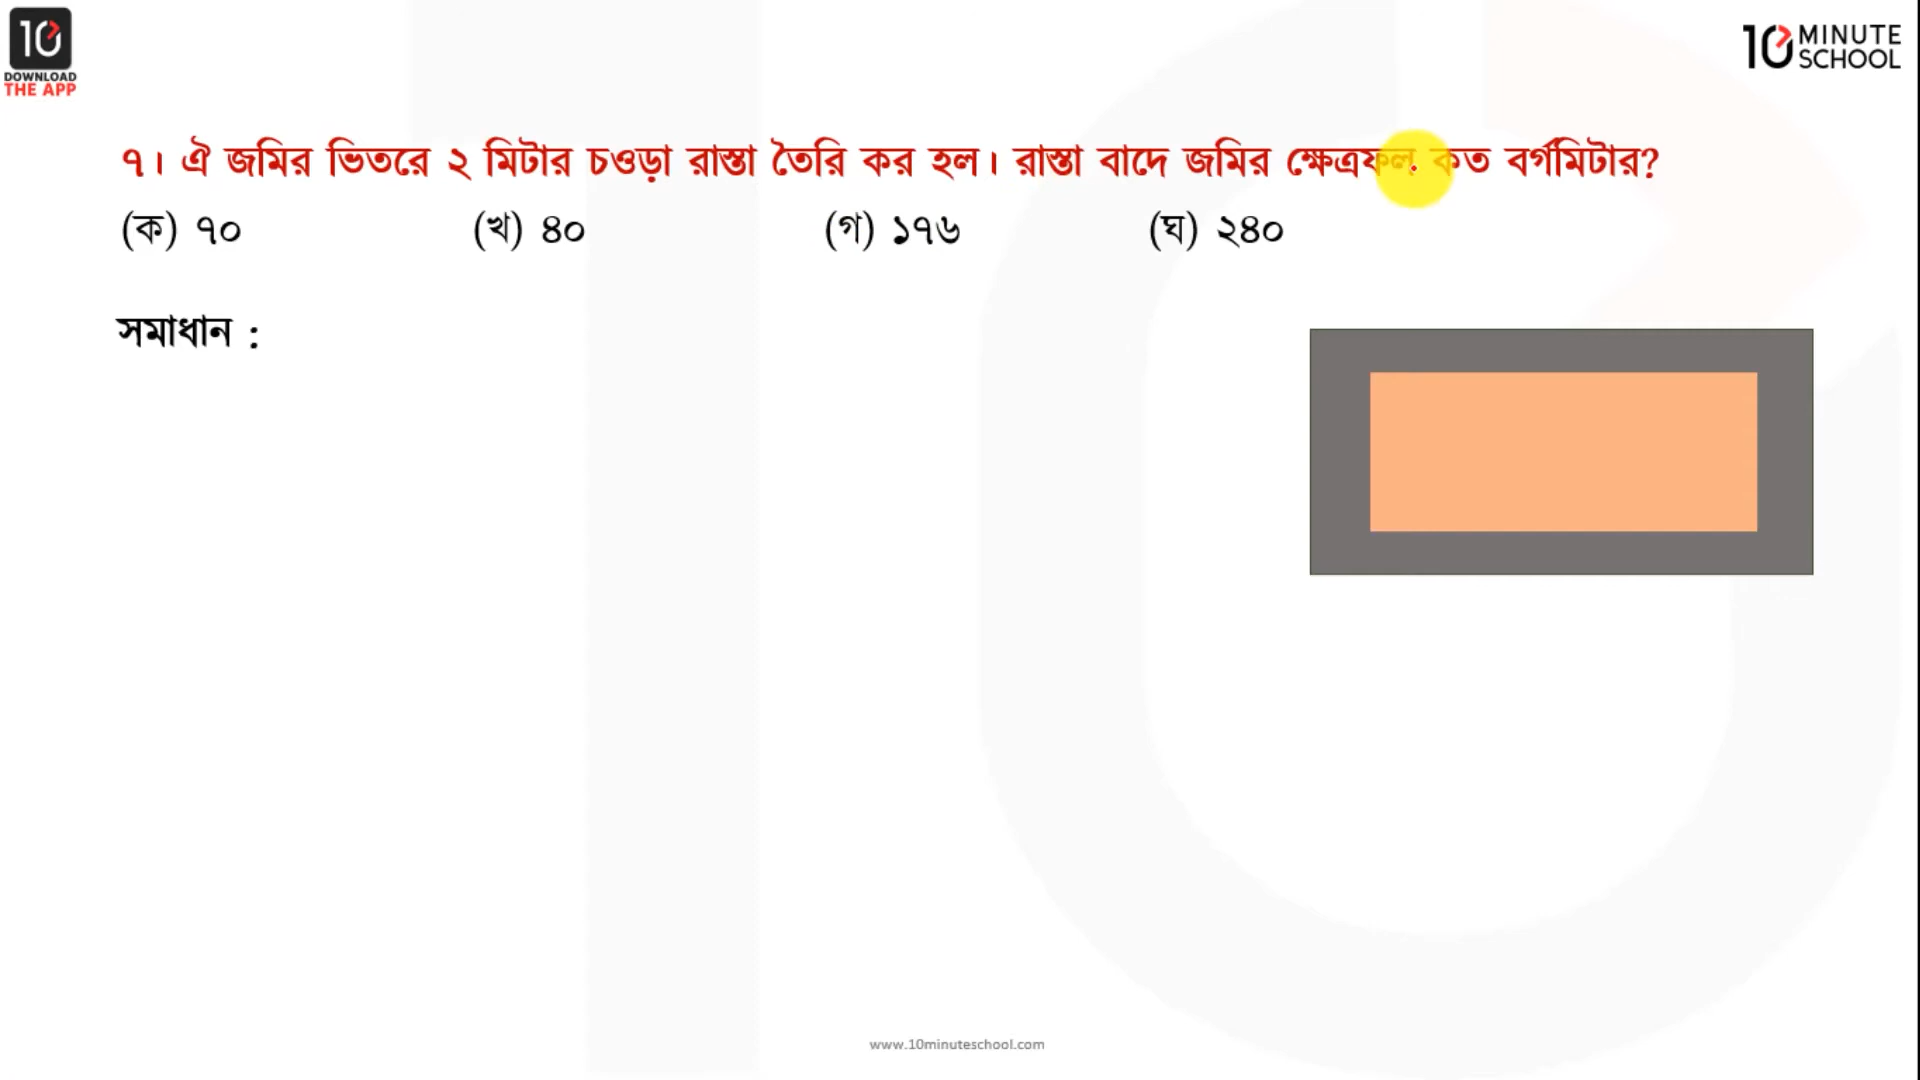 10
DOWNLOAD
THE APP
10 MINUTE
SCHOOL
৭। ঐ জমির ভিতরে ২ মিটার চওড়া রাস্তা তৈরি কর হল। রাস্তা বাদে জমির ক্ষেত্রফল কত বর্গমিটার?
(ক) ৭০ (খ) ৪০ (গ) ১৭৬ (ঘ) ২৪০
সমাধান :
www.10minuteschool.com